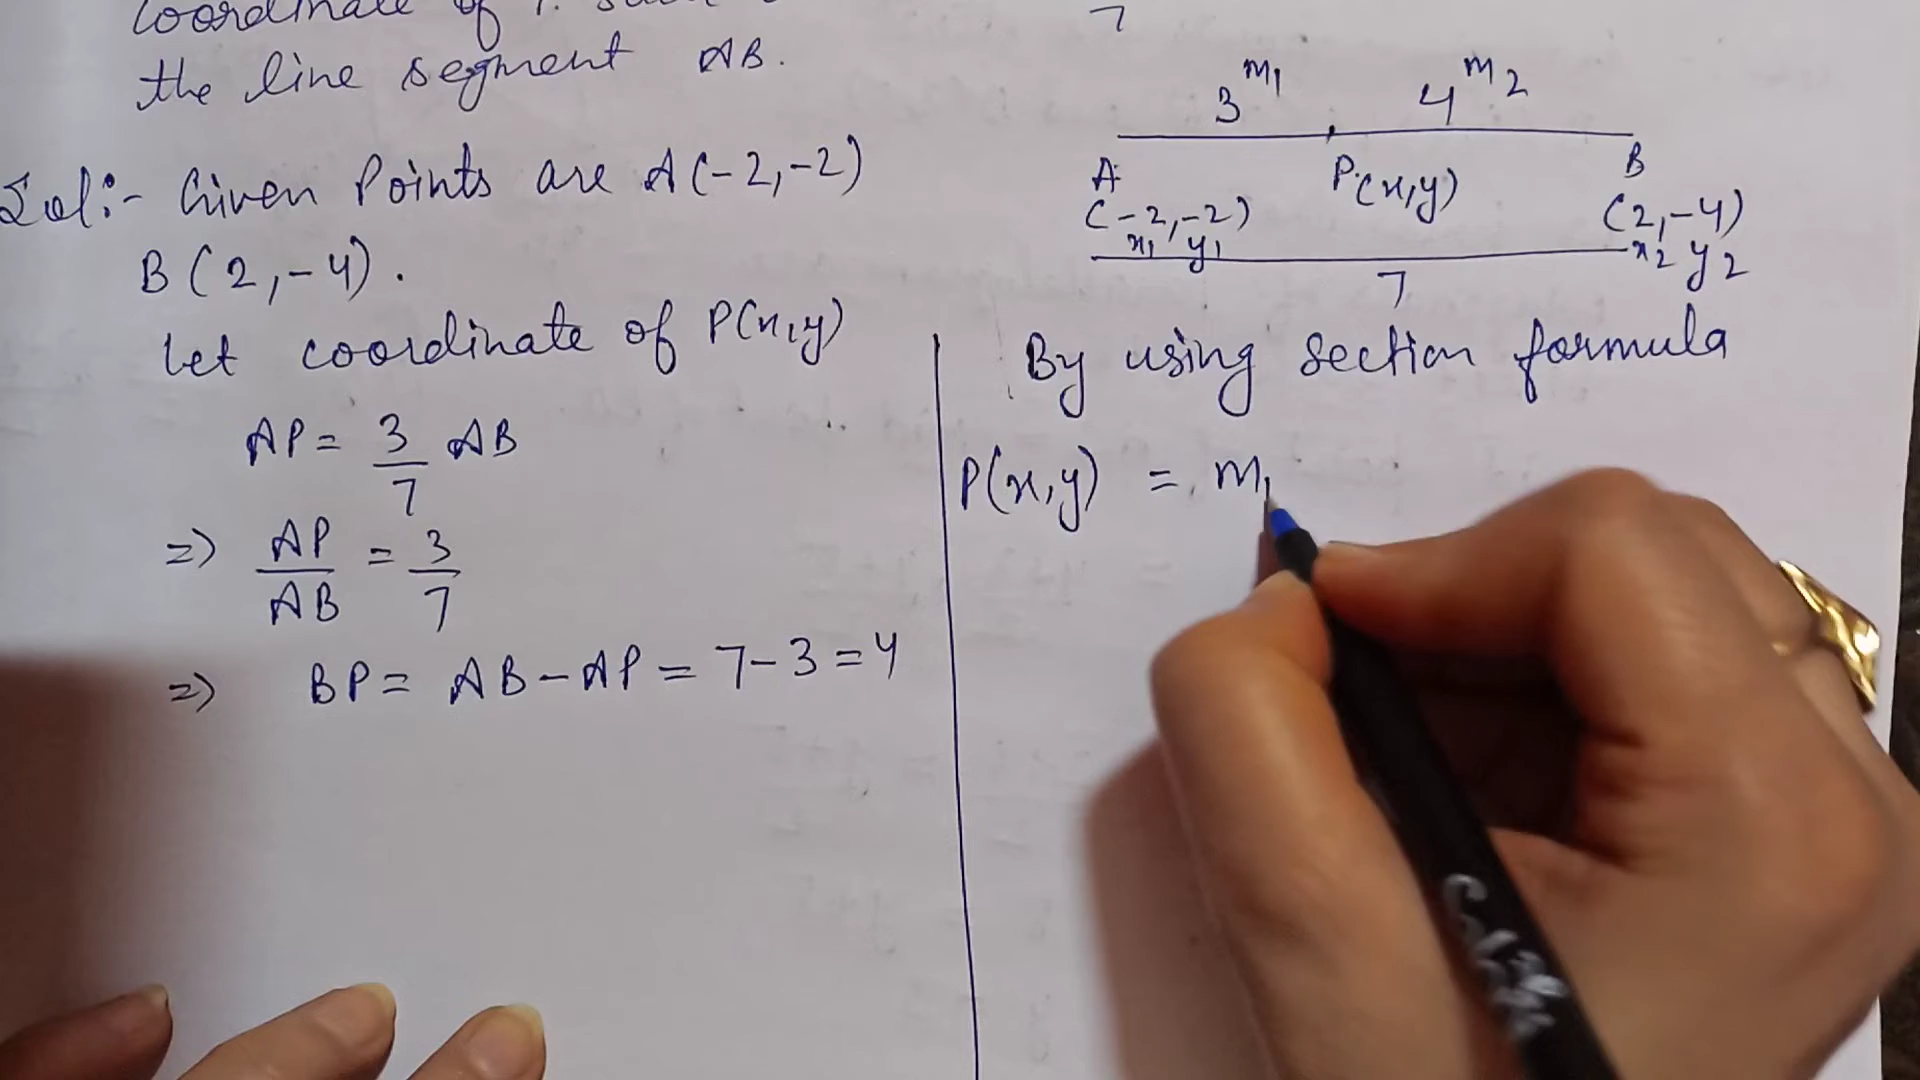 coordinate of P.
the line segment AB.
Sol:- Given Points are A(-2,-2)
B(2,-4).
Let coordinate of P(x,y)
AP = 3/7 AB
=> AP/AB = 3/7
=> BP = AB - AP = 7-3 = 4
7
3 m1 4 m2
A P(x,y) B
(-2,-2) (2,-4)
x1 y1 x2 y2
7
By using section formula
P(x,y) = m1